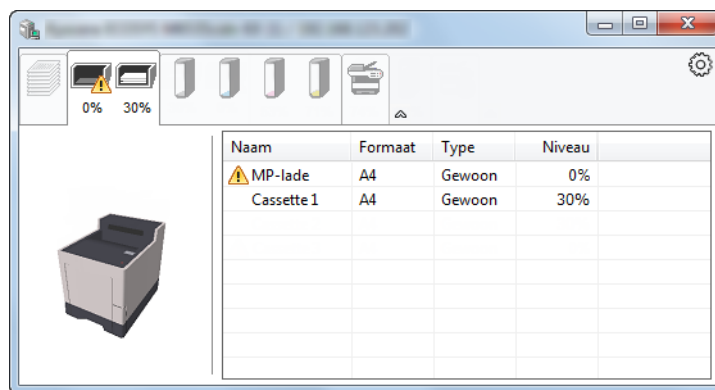 0% 30%
Naam Formaat Type Niveau
MP-lade A4 Gewoon 0%
Cassette 1 A4 Gewoon 30%